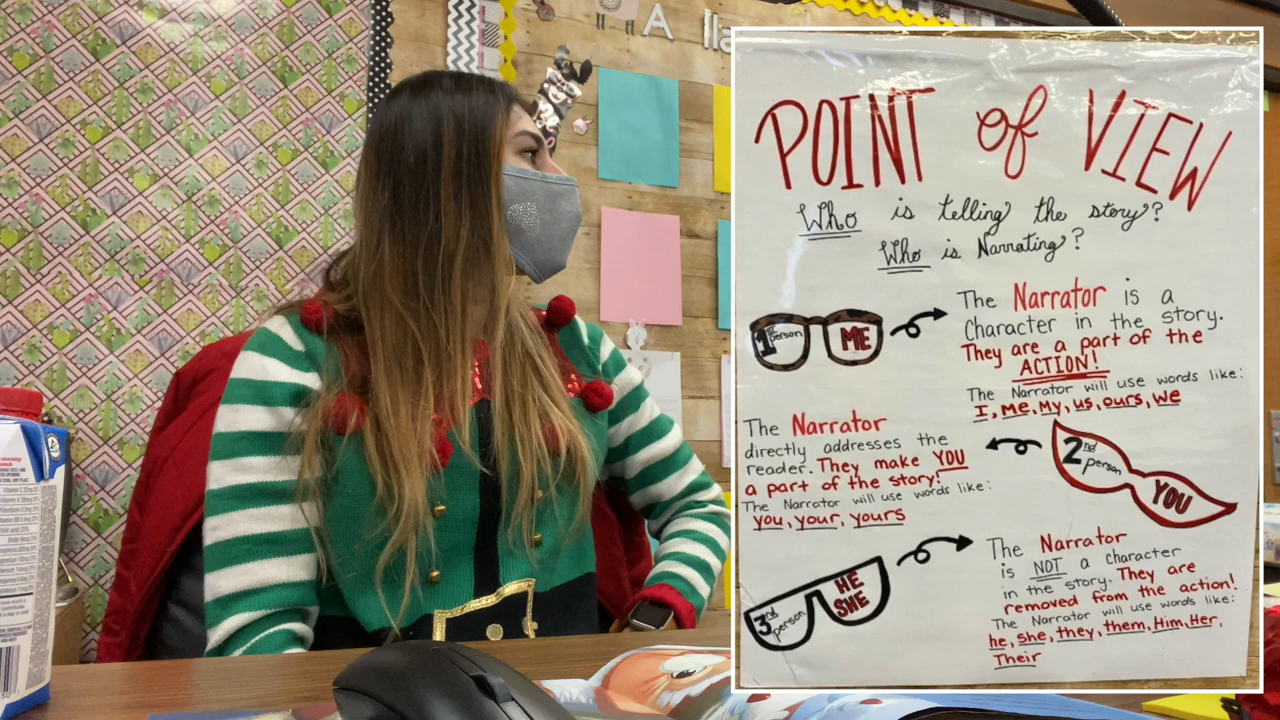 A lla
POINT of VIEW
Who is telling the story?
Who is Narrating?
1st person
ME
The Narrator is a
Character in the story.
They are a part of the
ACTION!
The Narrator will use words like:
I, Me, My, us, ours, we
The Narrator
directly addresses the
reader. They make YOU
a part of the story!
The Narrator will use words like:
you, your, yours
2nd person
YOU
3rd person
HE
SHE
The Narrator
is NOT a character
in the story. They are
removed from the action!
The Narrator will use words like:
he, she, they, them, Him, Her,
Their